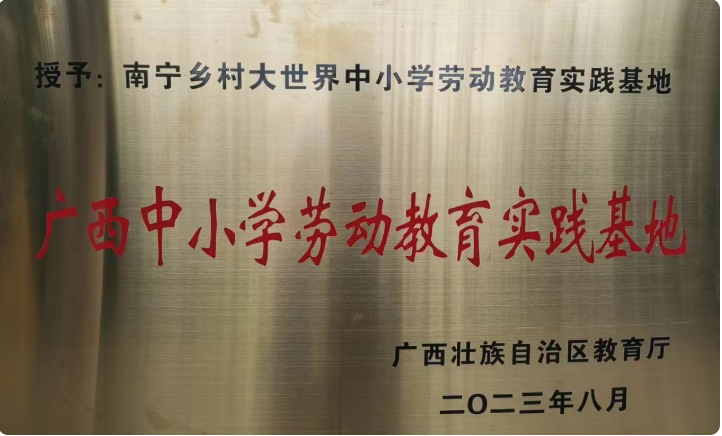 授予：南宁乡村大世界中小学劳动教育实践基地
广西中小学劳动教育实践基地
广西壮族自治区教育厅
二〇二三年八月